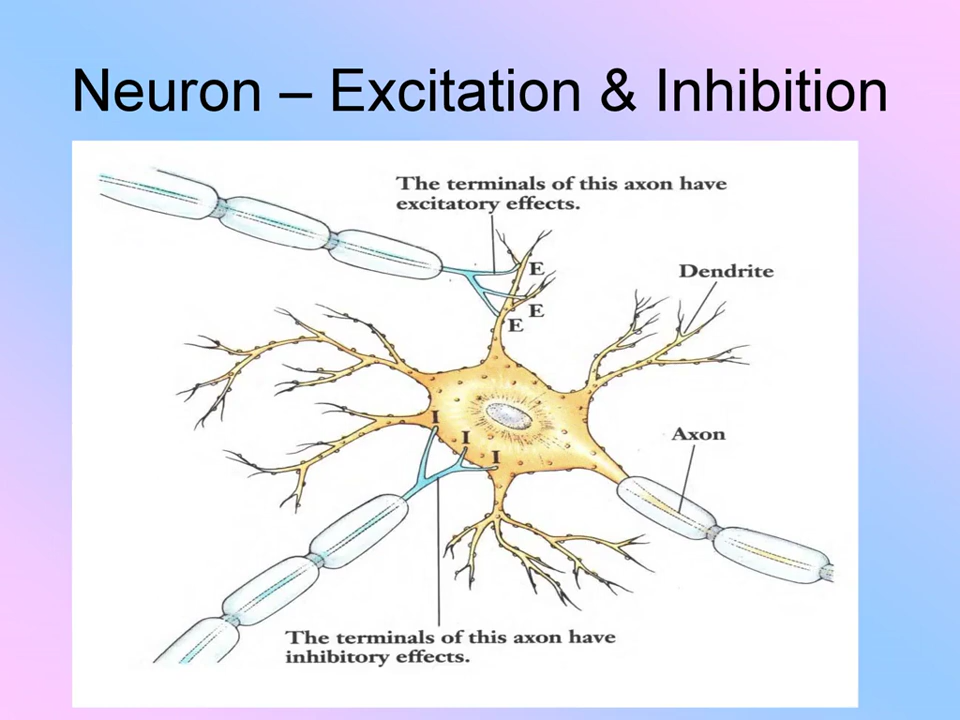 Neuron – Excitation & Inhibition
The terminals of this axon have
excitatory effects.
E
Dendrite
E
E
I
Axon
I
I
The terminals of this axon have
inhibitory effects.